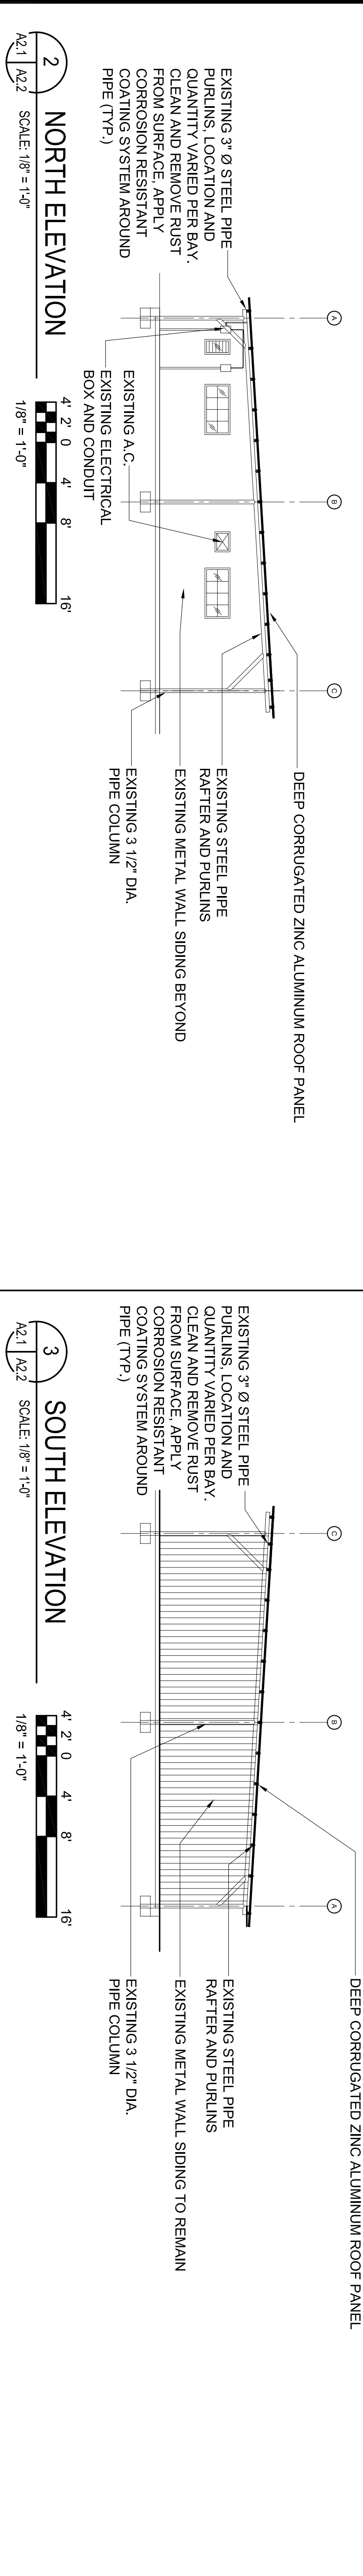 EXISTING 3" Ø STEEL PIPE
PURLINS, LOCATION AND
QUANTITY VARIED PER BAY.
CLEAN AND REMOVE RUST
FROM SURFACE, APPLY
CORROSION RESISTANT
COATING SYSTEM AROUND
PIPE (TYP.)
A
B
C
DEEP CORRUGATED ZINC ALUMINUM ROOF PANEL
EXISTING STEEL PIPE
RAFTER AND PURLINS
EXISTING METAL WALL SIDING BEYOND
EXISTING 3 1/2" DIA.
PIPE COLUMN
EXISTING A.C.
EXISTING ELECTRICAL
BOX AND CONDUIT
2
A2.1 A2.2
NORTH ELEVATION
SCALE: 1/8" = 1'-0"
4' 2' 0 4' 8' 16'
1/8" = 1'-0"
EXISTING 3" Ø STEEL PIPE
PURLINS, LOCATION AND
QUANTITY VARIED PER BAY.
CLEAN AND REMOVE RUST
FROM SURFACE, APPLY
CORROSION RESISTANT
COATING SYSTEM AROUND
PIPE (TYP.)
C
B
A
DEEP CORRUGATED ZINC ALUMINUM ROOF PANEL
EXISTING STEEL PIPE
RAFTER AND PURLINS
EXISTING METAL WALL SIDING TO REMAIN
EXISTING 3 1/2" DIA.
PIPE COLUMN
3
A2.1 A2.2
SOUTH ELEVATION
SCALE: 1/8" = 1'-0"
4' 2' 0 4' 8' 16'
1/8" = 1'-0"